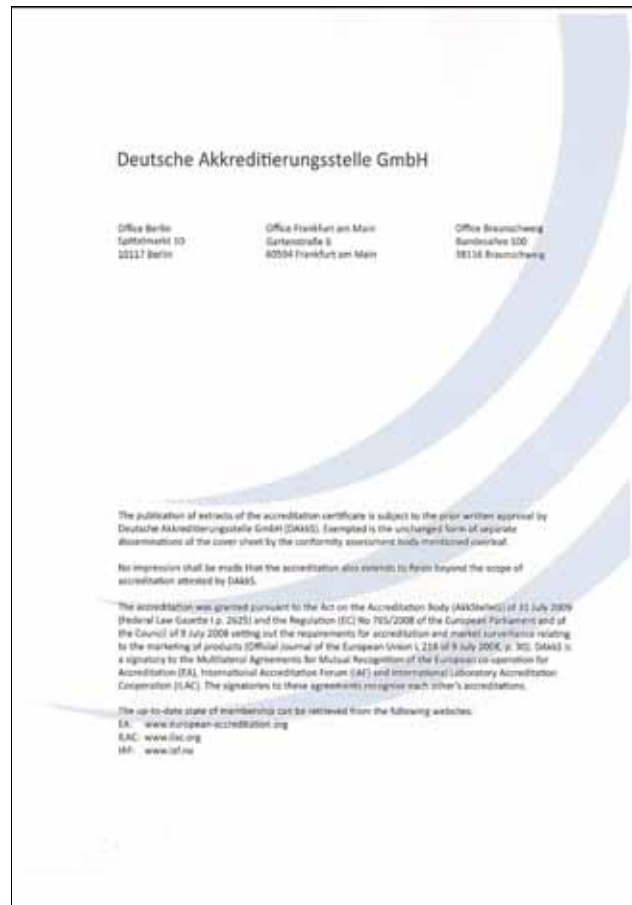 Deutsche Akkreditierungsstelle GmbH
Office Berlin
Spittelmarkt 10
10117 Berlin
Office Frankfurt am Main
Gartenstraße 6
60594 Frankfurt am Main
Office Braunschweig
Bundesallee 100
38116 Braunschweig
The publication of extracts of the accreditation certificate is subject to the prior written approval by
Deutsche Akkreditierungsstelle GmbH (DAkkS). Exempted is the unchanged form of separate
disseminations of the cover sheet by the conformity assessment body mentioned overleaf.
No impression shall be made that the accreditation also extends to fields beyond the scope of
accreditation attested by DAkkS.
The accreditation was granted pursuant to the Act on the Accreditation Body (AkkStelleG) of 31 July 2009
(Federal Law Gazette I p. 2625) and the Regulation (EC) No 765/2008 of the European Parliament and of
the Council of 9 July 2008 setting out the requirements for accreditation and market surveillance relating
to the marketing of products (Official Journal of the European Union L 218 of 9 July 2008, p. 30). DAkkS is
a signatory to the Multilateral Agreements for Mutual Recognition of the European co-operation for
Accreditation (EA), International Accreditation Forum (IAF) and International Laboratory Accreditation
Cooperation (ILAC). The signatories to these agreements recognise each other's accreditations.
The up-to-date state of membership can be retrieved from the following websites:
EA: www.european-accreditation.org
ILAC: www.ilac.org
IAF: www.iaf.nu